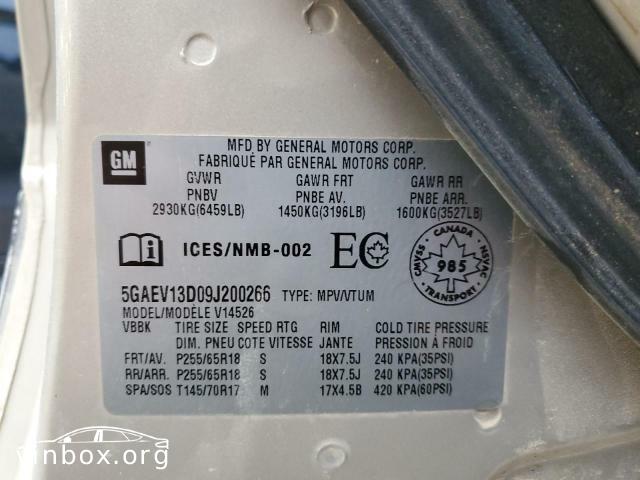 GM
MFD BY GENERAL MOTORS CORP.
FABRIQUÉ PAR GENERAL MOTORS CORP.
GVWR GAWR FRT GAWR RR
PNBV PNBE AV. PNBE ARR.
2930KG(6459LB) 1450KG(3196LB) 1600KG(3527LB)
ICES/NMB-002 EC CMVSS CANADA NSVAC 985 TRANSPORT
5GAEV13D09J200266 TYPE: MPV/VTUM
MODEL/MODÈLE V14526
VBBK TIRE SIZE SPEED RTG RIM COLD TIRE PRESSURE
DIM. PNEU COTE VITESSE JANTE PRESSION À FROID
FRT/AV. P255/65R18 S 18X7.5J 240 KPA(35PSI)
RR/ARR. P255/65R18 S 18X7.5J 240 KPA(35PSI)
SPA/SOS T145/70R17 M 17X4.5B 420 KPA(60PSI)
vinbox.org